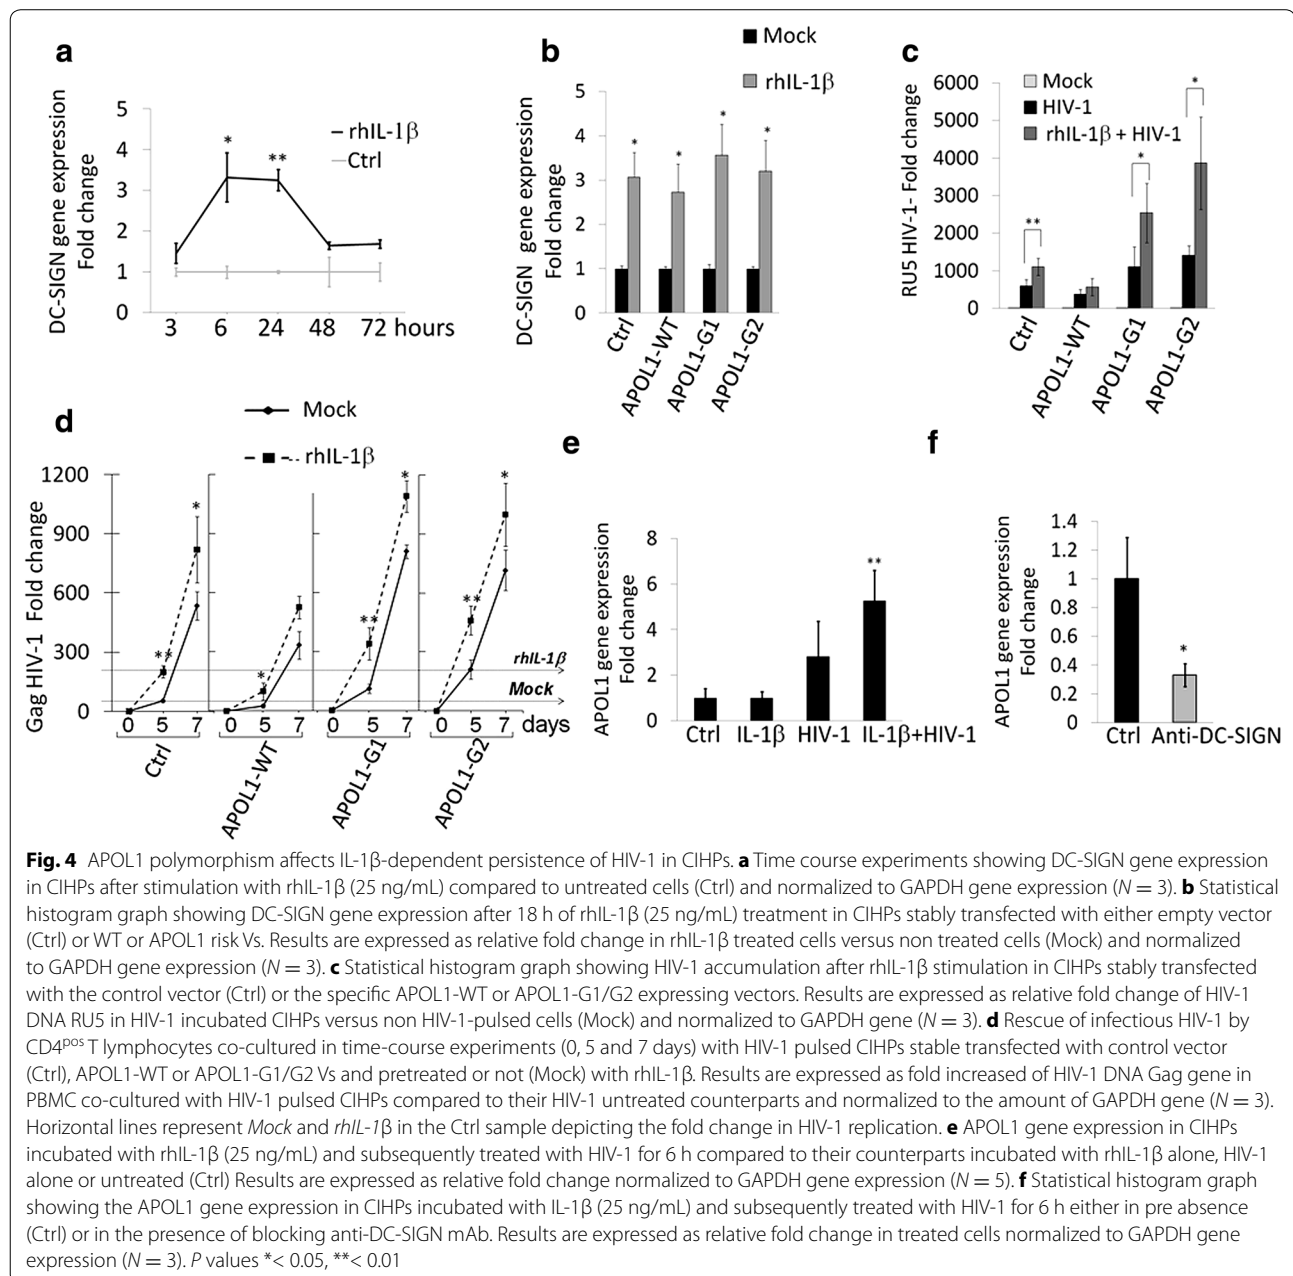 a
DC-SIGN gene expression
Fold change
5
4
3
2
1
0
* **
rhIL-1β
Ctrl
3 6 24 48 72 hours
b
Mock
rhIL-1β
DC-SIGN gene expression
Fold change
5
4
3
2
1
0
* * * *
Ctrl
APOL1-WT
APOL1-G1
APOL1-G2
c
RU5 HIV-1- Fold change
6000
5000
4000
3000
2000
1000
0
Mock
HIV-1
rhIL-1β + HIV-1
** * *
Ctrl
APOL1-WT
APOL1-G1
APOL1-G2
d
Mock
rhIL-1β
Gag HIV-1 Fold change
1200
900
600
300
0
** * * ** * ** *
rhIL-1β
Mock
0 5 7 0 5 7 0 5 7 0 5 7 days
Ctrl
APOL1-WT
APOL1-G1
APOL1-G2
e
APOL1 gene expression
Fold change
8
6
4
2
0
**
Ctrl IL-1β HIV-1 IL-1β+HIV-1
f
APOL1 gene expression
Fold change
1.4
1.2
1
0.8
0.6
0.4
0.2
0
*
Ctrl Anti-DC-SIGN
Fig. 4 APOL1 polymorphism affects IL-1β-dependent persistence of HIV-1 in CIHPs. a Time course experiments showing DC-SIGN gene expression
in CIHPs after stimulation with rhIL-1β (25 ng/mL) compared to untreated cells (Ctrl) and normalized to GAPDH gene expression (N = 3). b Statistical
histogram graph showing DC-SIGN gene expression after 18 h of rhIL-1β (25 ng/mL) treatment in CIHPs stably transfected with either empty vector
(Ctrl) or WT or APOL1 risk Vs. Results are expressed as relative fold change in rhIL-1β treated cells versus non treated cells (Mock) and normalized
to GAPDH gene expression (N = 3). c Statistical histogram graph showing HIV-1 accumulation after rhIL-1β stimulation in CIHPs stably transfected
with the control vector (Ctrl) or the specific APOL1-WT or APOL1-G1/G2 expressing vectors. Results are expressed as relative fold change of HIV-1
DNA RU5 in HIV-1 incubated CIHPs versus non HIV-1-pulsed cells (Mock) and normalized to GAPDH gene (N = 3). d Rescue of infectious HIV-1 by
CD4pos T lymphocytes co-cultured in time-course experiments (0, 5 and 7 days) with HIV-1 pulsed CIHPs stable transfected with control vector
(Ctrl), APOL1-WT or APOL1-G1/G2 Vs and pretreated or not (Mock) with rhIL-1β. Results are expressed as fold increased of HIV-1 DNA Gag gene in
PBMC co-cultured with HIV-1 pulsed CIHPs compared to their HIV-1 untreated counterparts and normalized to the amount of GAPDH gene (N = 3).
Horizontal lines represent Mock and rhIL-1β in the Ctrl sample depicting the fold change in HIV-1 replication. e APOL1 gene expression in CIHPs
incubated with rhIL-1β (25 ng/mL) and subsequently treated with HIV-1 for 6 h compared to their counterparts incubated with rhIL-1β alone, HIV-1
alone or untreated (Ctrl) Results are expressed as relative fold change normalized to GAPDH gene expression (N = 5). f Statistical histogram graph
showing the APOL1 gene expression in CIHPs incubated with IL-1β (25 ng/mL) and subsequently treated with HIV-1 for 6 h either in pre absence
(Ctrl) or in the presence of blocking anti-DC-SIGN mAb. Results are expressed as relative fold change in treated cells normalized to GAPDH gene
expression (N = 3). P values *< 0.05, **< 0.01